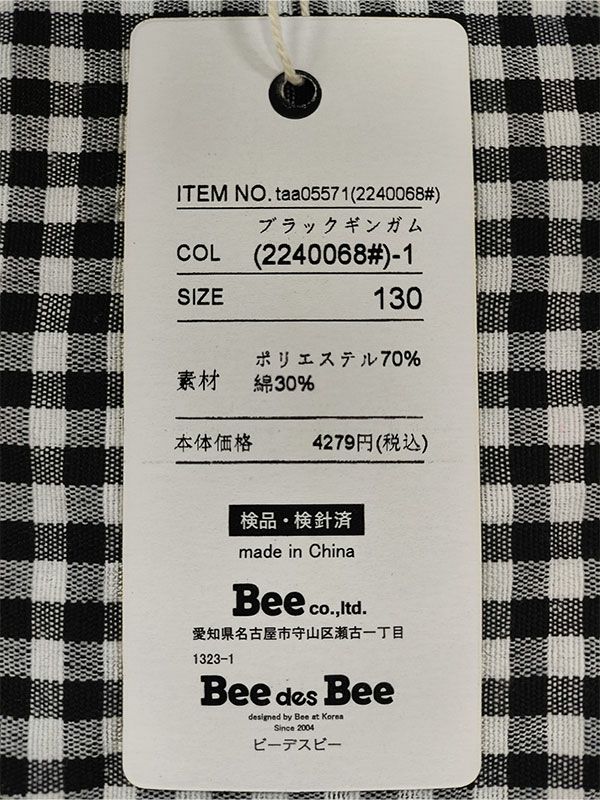 ITEM NO. taa05571(2240068#)
ブラックギンガム
COL (2240068#)-1
SIZE 130
素材 ポリエステル70%
綿30%
本体価格 4279円(税込)
検品・検針済
made in China
Bee co.,ltd.
愛知県名古屋市守山区瀬古一丁目
1323-1
Bee des Bee
designed by Bee at Korea
Since 2004
ビーデスビー